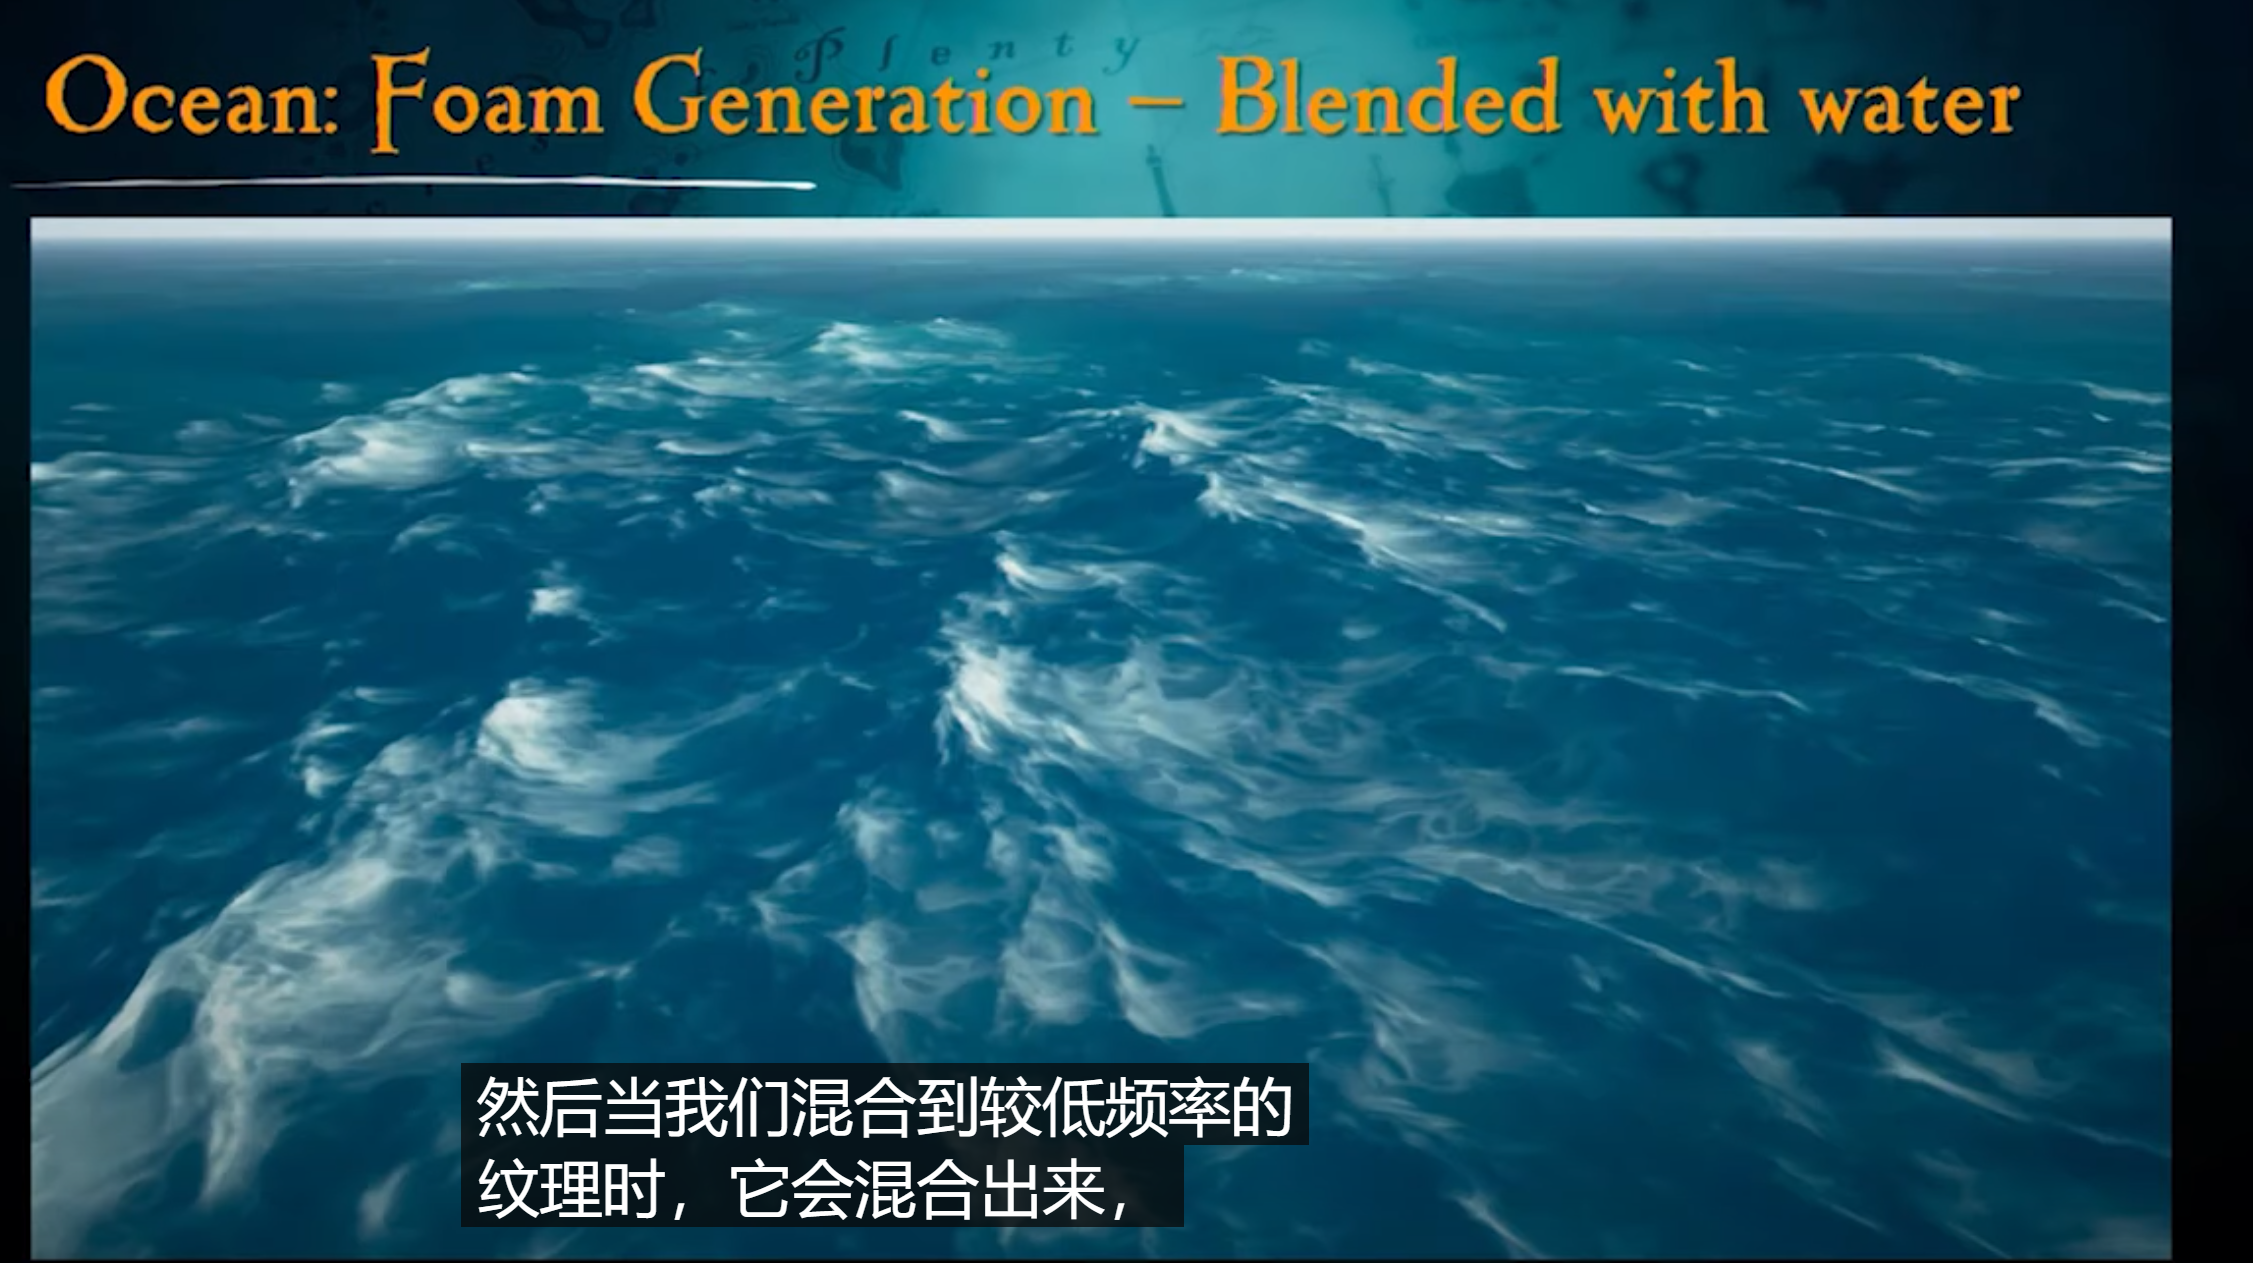 Plenty
Ocean: Foam Generation – Blended with water
然后当我们混合到较低频率的
纹理时，它会混合出来，